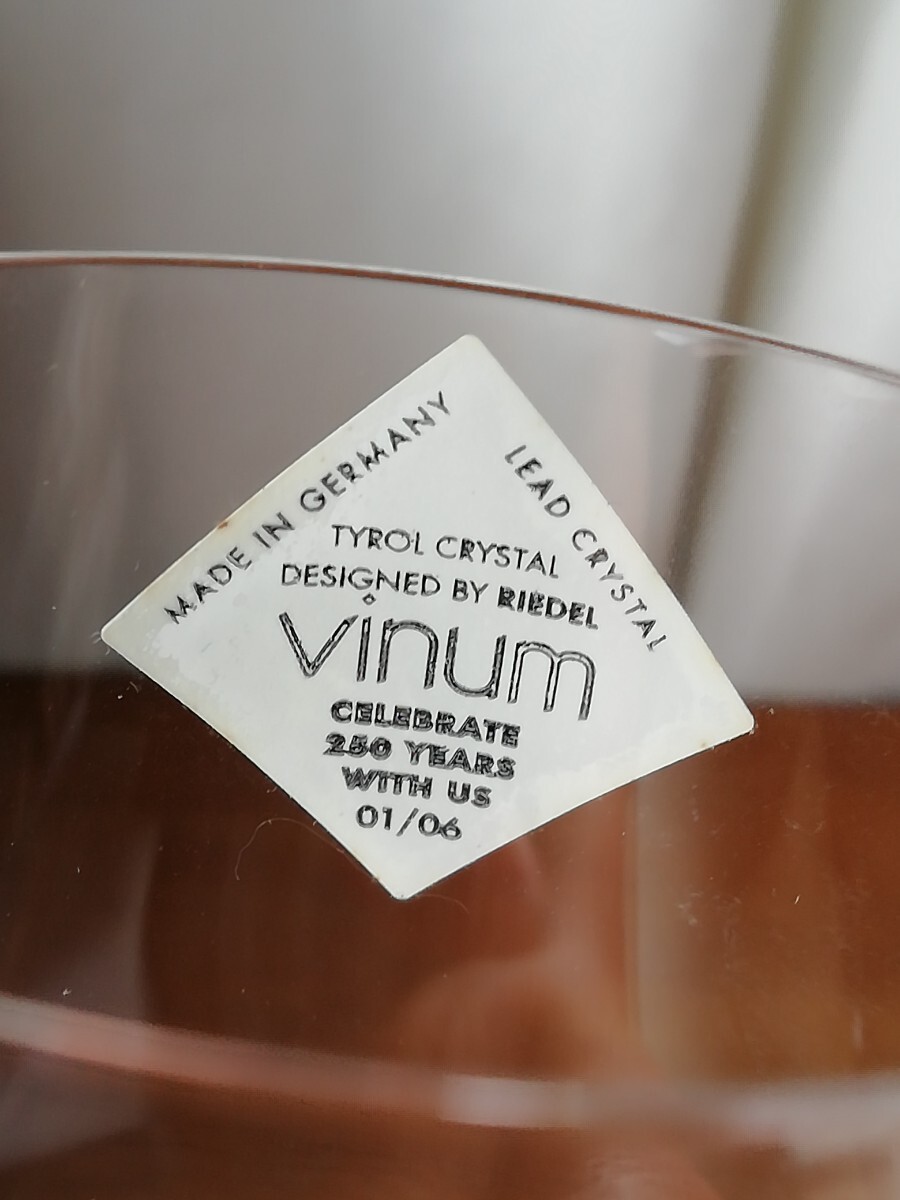 MADE IN GERMANY
LEAD CRYSTAL
TYROL CRYSTAL
DESIGNED BY RIEDEL
vinum
CELEBRATE
250 YEARS
WITH US
01/06